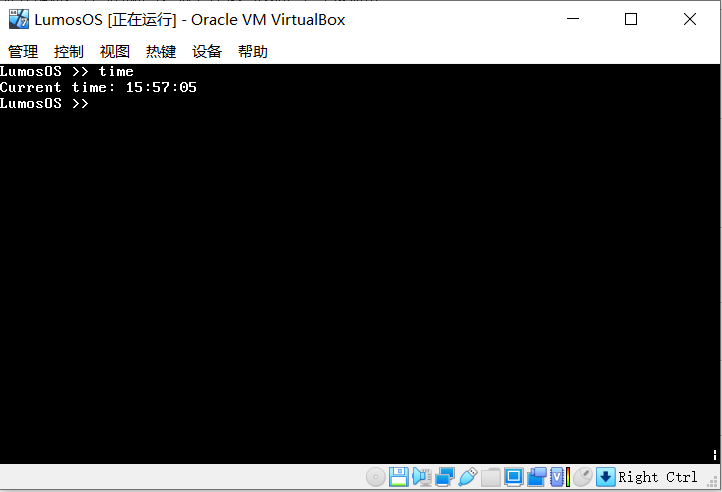 LumosOS [正在运行] - Oracle VM VirtualBox
管理 控制 视图 热键 设备 帮助
LumosOS >> time
Current time: 15:57:05
LumosOS >>
Right Ctrl